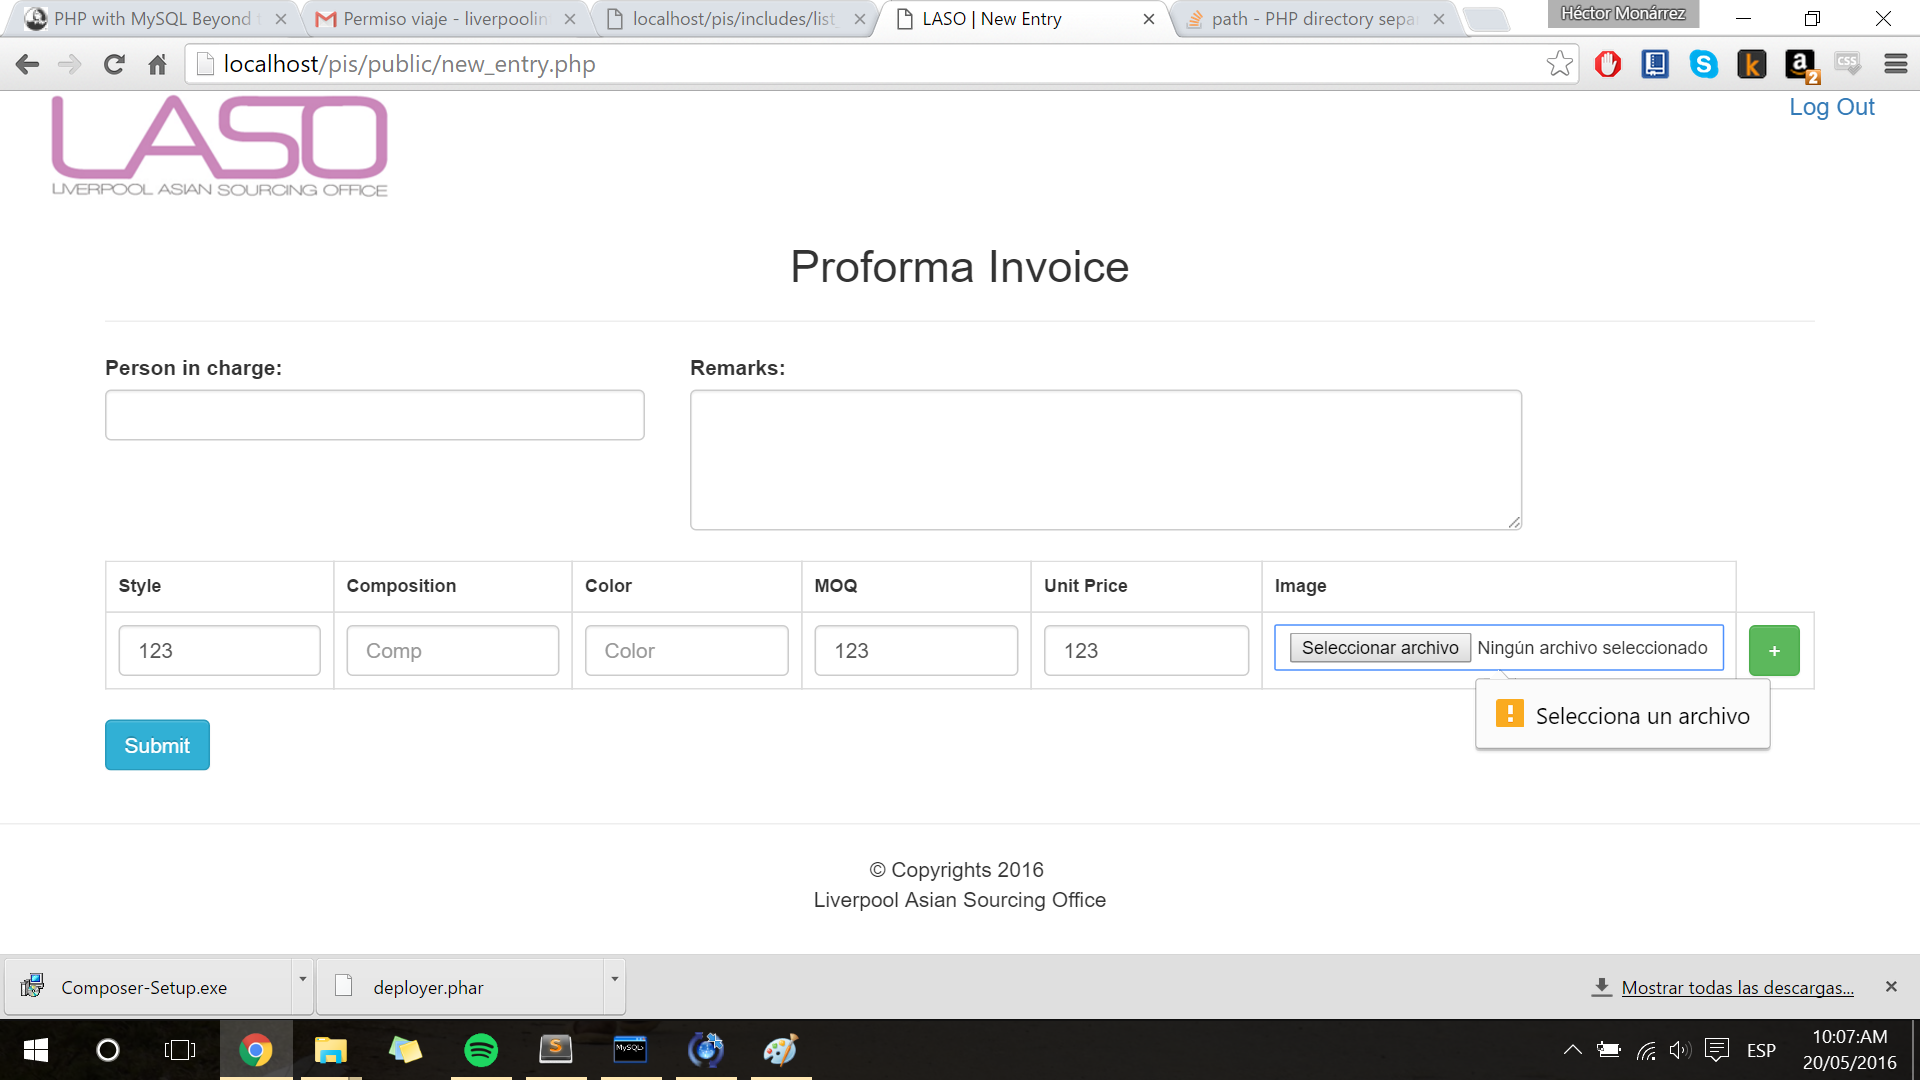 PHP with MySQL Beyond t
Permiso viaje - liverpoolin
localhost/pis/includes/list
LASO | New Entry
path - PHP directory sepa
Héctor Monárrez
localhost/pis/public/new_entry.php
S
k
a
2
CSS
LASO
LIVERPOOL ASIAN SOURCING OFFICE
Log Out
Proforma Invoice
Person in charge:
Remarks:
Style Composition Color MOQ Unit Price Image
123 Comp Color 123 123 Seleccionar archivo Ningún archivo seleccionado +
Selecciona un archivo
Submit
© Copyrights 2016
Liverpool Asian Sourcing Office
Composer-Setup.exe
deployer.phar
Mostrar todas las descargas...
S
MySQL
ESP
10:07:AM
20/05/2016